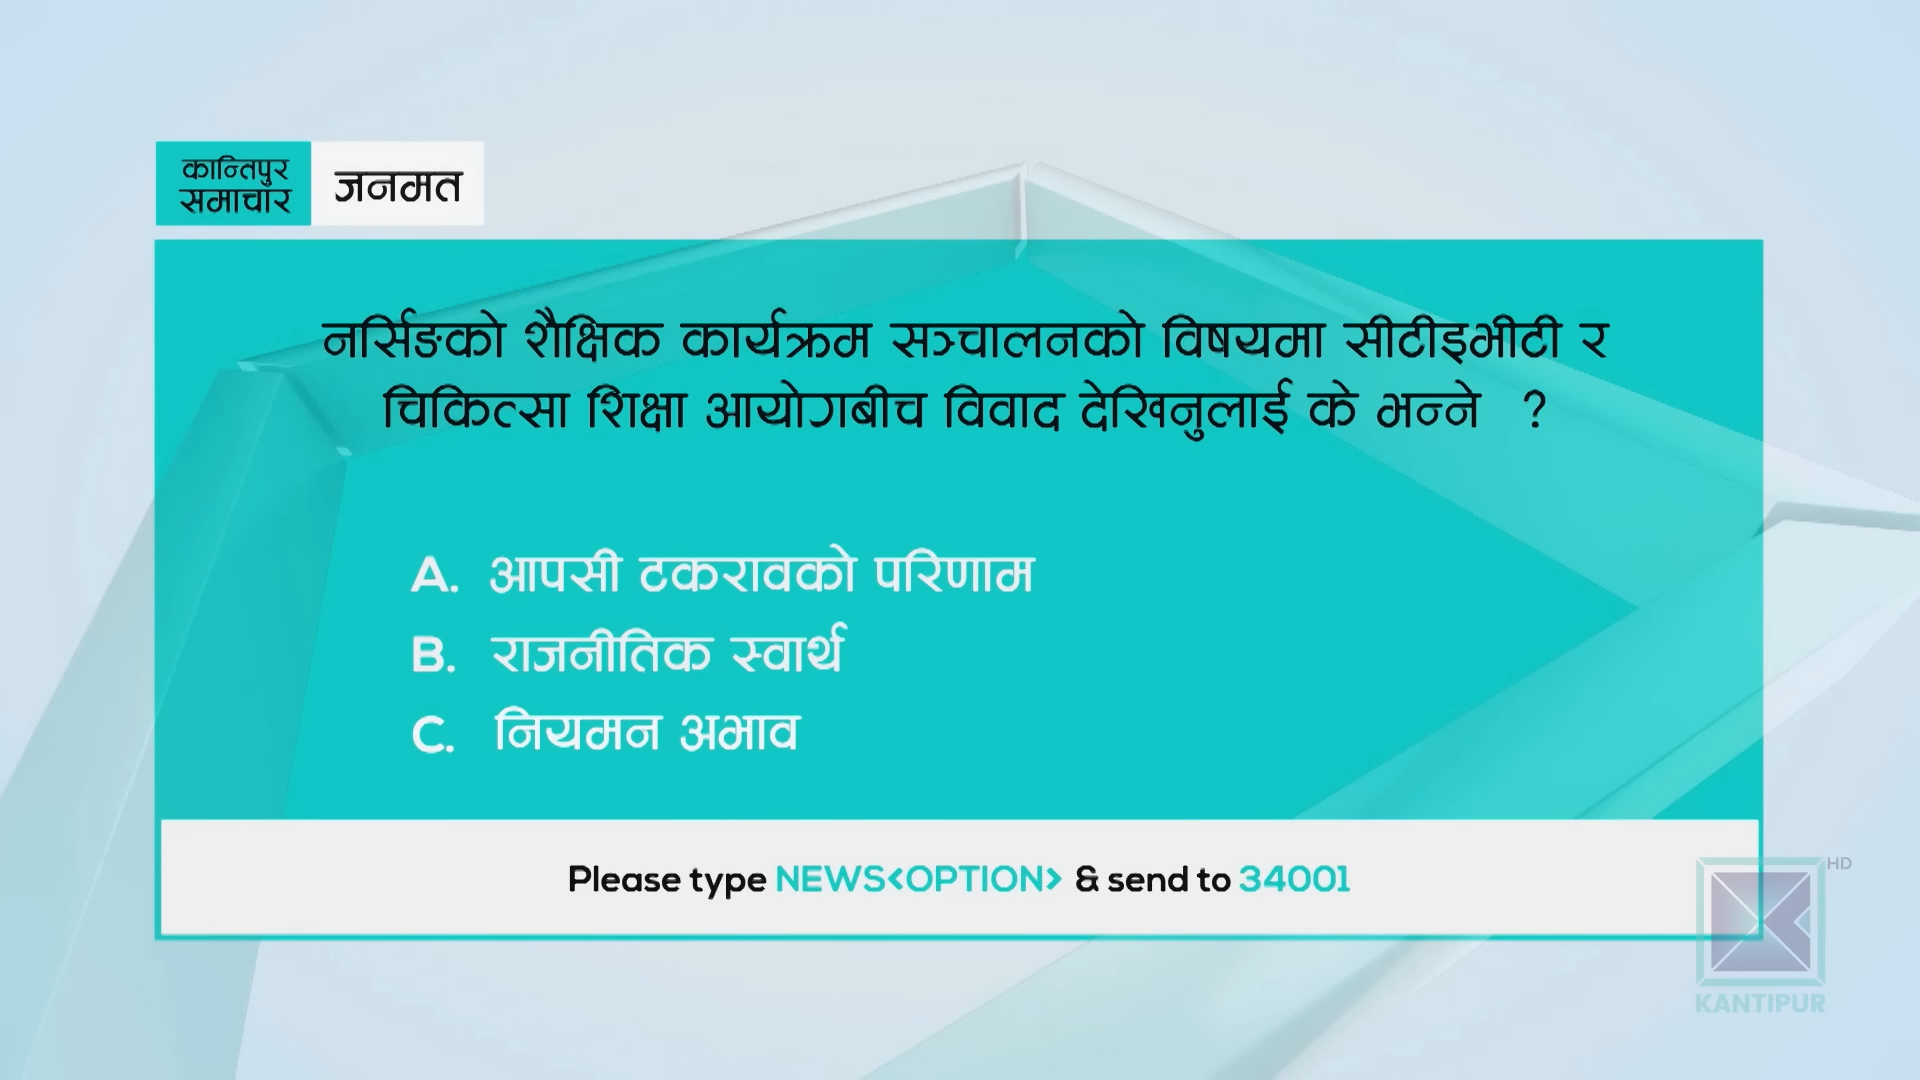 कान्तिपुर
समाचार
जनमत
नर्सिङको शैक्षिक कार्यक्रम सञ्चालनको विषयमा सीटीइभीटी र
चिकित्सा शिक्षा आयोगबीच विवाद देखिनुलाई के भन्ने ?
A. आपसी टकरावको परिणाम
B. राजनीतिक स्वार्थ
C. नियमन अभाव
Please type NEWS<OPTION> & send to 34001
HD
KANTIPUR